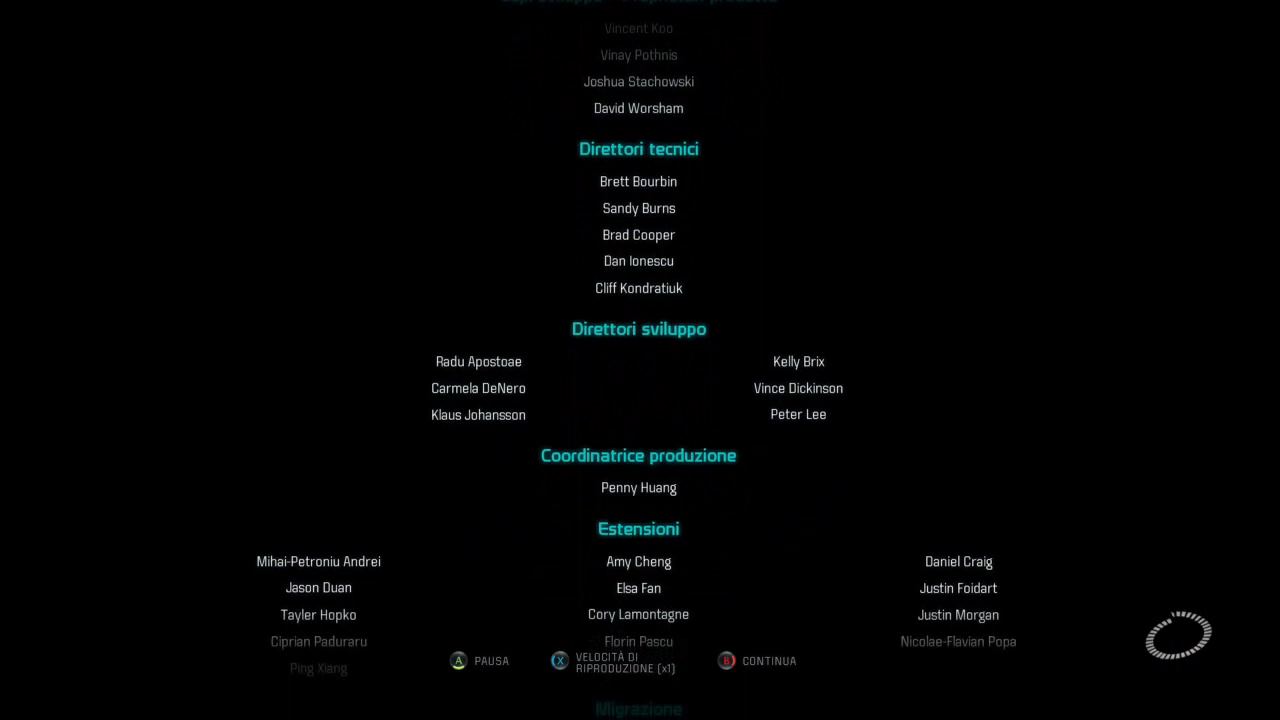 Vincent Koo
Vinay Pothnis
Joshua Stachowski
David Worsham
Direttori tecnici
Brett Bourbin
Sandy Burns
Brad Cooper
Dan Ionescu
Cliff Kondratiuk
Direttori sviluppo
Radu Apostoae Kelly Brix
Carmela DeNero Vince Dickinson
Klaus Johansson Peter Lee
Coordinatrice produzione
Penny Huang
Estensioni
Mihai-Petroniu Andrei Amy Cheng Daniel Craig
Jason Duan Elsa Fan Justin Foidart
Tayler Hopko Cory Lamontagne Justin Morgan
Ciprian Paduraru Florin Pascu Nicolae-Flavian Popa
Ping Xiang
A PAUSA X VELOCITÀ DI
RIPRODUZIONE (x1) B CONTINUA
Migrazione